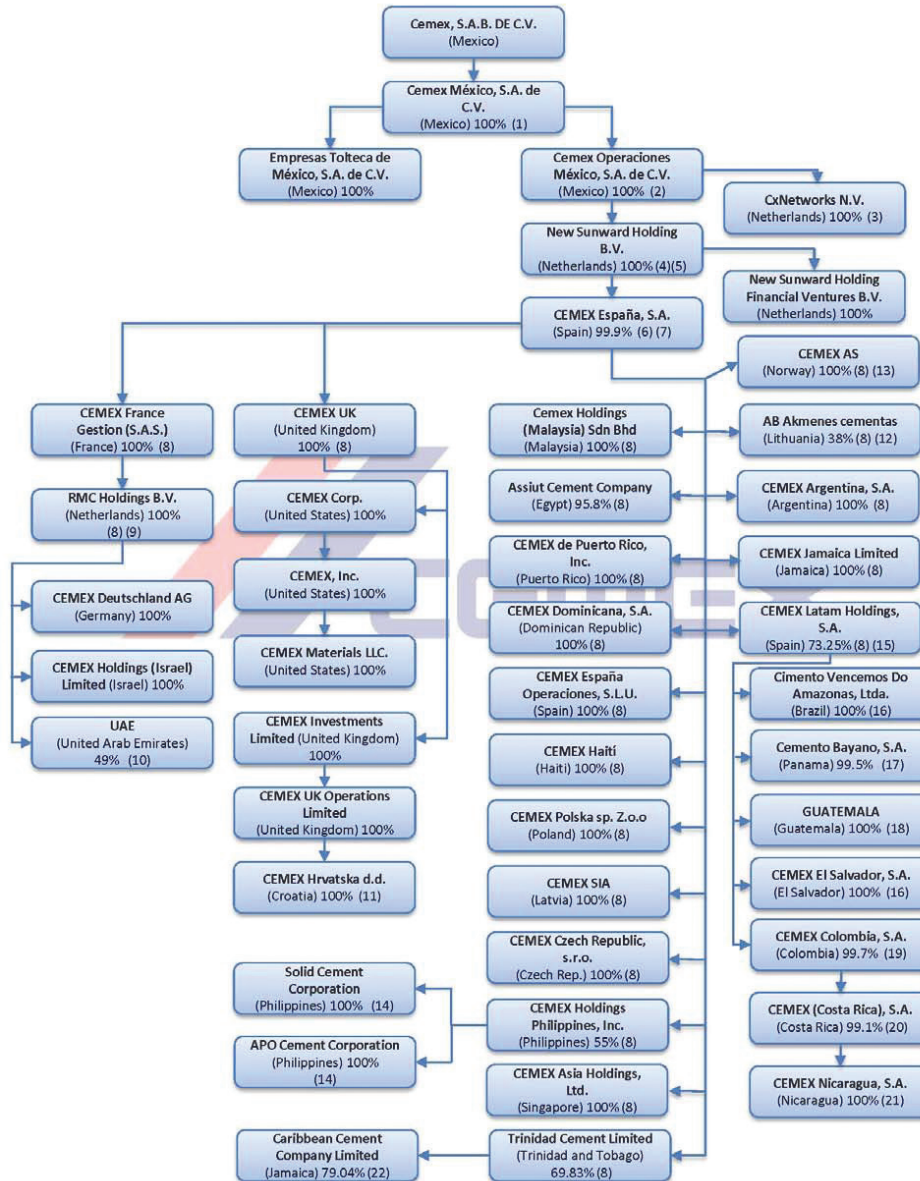 Cemex, S.A.B. DE C.V.
(Mexico)
Cemex México, S.A. de
C.V.
(Mexico) 100% (1)
Empresas Tolteca de
México, S.A. de C.V.
(Mexico) 100%
Cemex Operaciones
México, S.A. de C.V.
(Mexico) 100% (2)
CxNetworks N.V.
(Netherlands) 100% (3)
New Sunward Holding
B.V.
(Netherlands) 100% (4)(5)
New Sunward Holding
Financial Ventures B.V.
(Netherlands) 100%
CEMEX España, S.A.
(Spain) 99.9% (6) (7)
CEMEX France
Gestion (S.A.S.)
(France) 100% (8)
RMC Holdings B.V.
(Netherlands) 100%
(8) (9)
CEMEX Deutschland AG
(Germany) 100%
CEMEX Holdings (Israel)
Limited (Israel) 100%
UAE
(United Arab Emirates)
49% (10)
CEMEX UK
(United Kingdom)
100% (8)
CEMEX Corp.
(United States) 100%
CEMEX, Inc.
(United States) 100%
CEMEX Materials LLC.
(United States) 100%
CEMEX Investments
Limited (United Kingdom)
100%
CEMEX UK Operations
Limited
(United Kingdom) 100%
CEMEX Hrvatska d.d.
(Croatia) 100% (11)
Solid Cement
Corporation
(Philippines) 100% (14)
APO Cement Corporation
(Philippines) 100%
(14)
Caribbean Cement
Company Limited
(Jamaica) 79.04% (22)
Cemex Holdings
(Malaysia) Sdn Bhd
(Malaysia) 100% (8)
Assiut Cement Company
(Egypt) 95.8% (8)
CEMEX de Puerto Rico,
Inc.
(Puerto Rico) 100% (8)
CEMEX Dominicana, S.A.
(Dominican Republic)
100% (8)
CEMEX España
Operaciones, S.L.U.
(Spain) 100% (8)
CEMEX Haití
(Haiti) 100% (8)
CEMEX Polska sp. Z.o.o
(Poland) 100% (8)
CEMEX SIA
(Latvia) 100% (8)
CEMEX Czech Republic,
s.r.o.
(Czech Rep.) 100% (8)
CEMEX Holdings
Philippines, Inc.
(Philippines) 55% (8)
CEMEX Asia Holdings,
Ltd.
(Singapore) 100% (8)
Trinidad Cement Limited
(Trinidad and Tobago)
69.83% (8)
CEMEX AS
(Norway) 100% (8) (13)
AB Akmenes cementas
(Lithuania) 38% (8) (12)
CEMEX Argentina, S.A.
(Argentina) 100% (8)
CEMEX Jamaica Limited
(Jamaica) 100% (8)
CEMEX Latam Holdings,
S.A.
(Spain) 73.25% (8) (15)
Cimento Vencemos Do
Amazonas, Ltda.
(Brazil) 100% (16)
Cemento Bayano, S.A.
(Panama) 99.5% (17)
GUATEMALA
(Guatemala) 100% (18)
CEMEX El Salvador, S.A.
(El Salvador) 100% (16)
CEMEX Colombia, S.A.
(Colombia) 99.7% (19)
CEMEX (Costa Rica), S.A.
(Costa Rica) 99.1% (20)
CEMEX Nicaragua, S.A.
(Nicaragua) 100% (21)
CEMEX